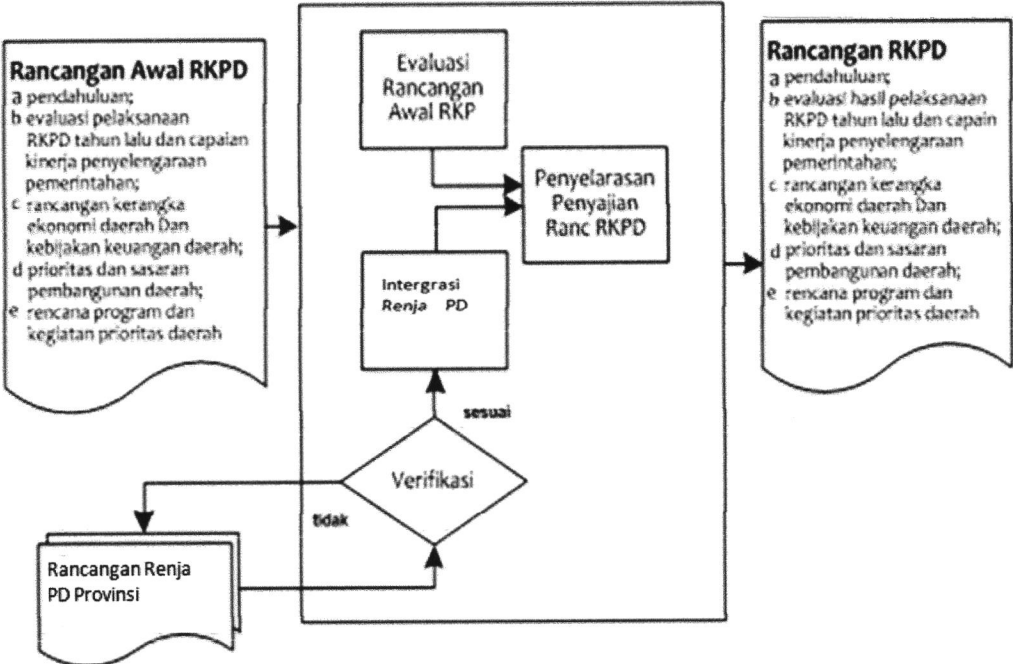 Rancangan Awal RKPD
a pendahuluan;
b evaluasi pelaksanaan
RKPD tahun lalu dan capaian
kinerja penyelengaraan
pemerintahan;
c rancangan kerangka
ekonomi daerah Dan
kebijakan keuangan daerah;
d prioritas dan sasaran
pembangunan daerah;
e rencana program dan
kegiatan prioritas daerah
Evaluasi
Rancangan
Awal RKP
Penyelarasan
Penyajian
Ranc RKPD
Intergrasi
Renja PD
sesuai
Verifikasi
tidak
Rancangan Renja
PD Provinsi
Rancangan RKPD
a pendahuluan;
b evaluasi hasil pelaksanaan
RKPD tahun lalu dan capain
kinerja penyelengaraan
pemerintahan;
c rancangan kerangka
ekonomi daerah Dan
kebijakan keuangan daerah;
d prioritas dan sasaran
pembangunan daerah;
e rencana program dan
kegiatan prioritas daerah